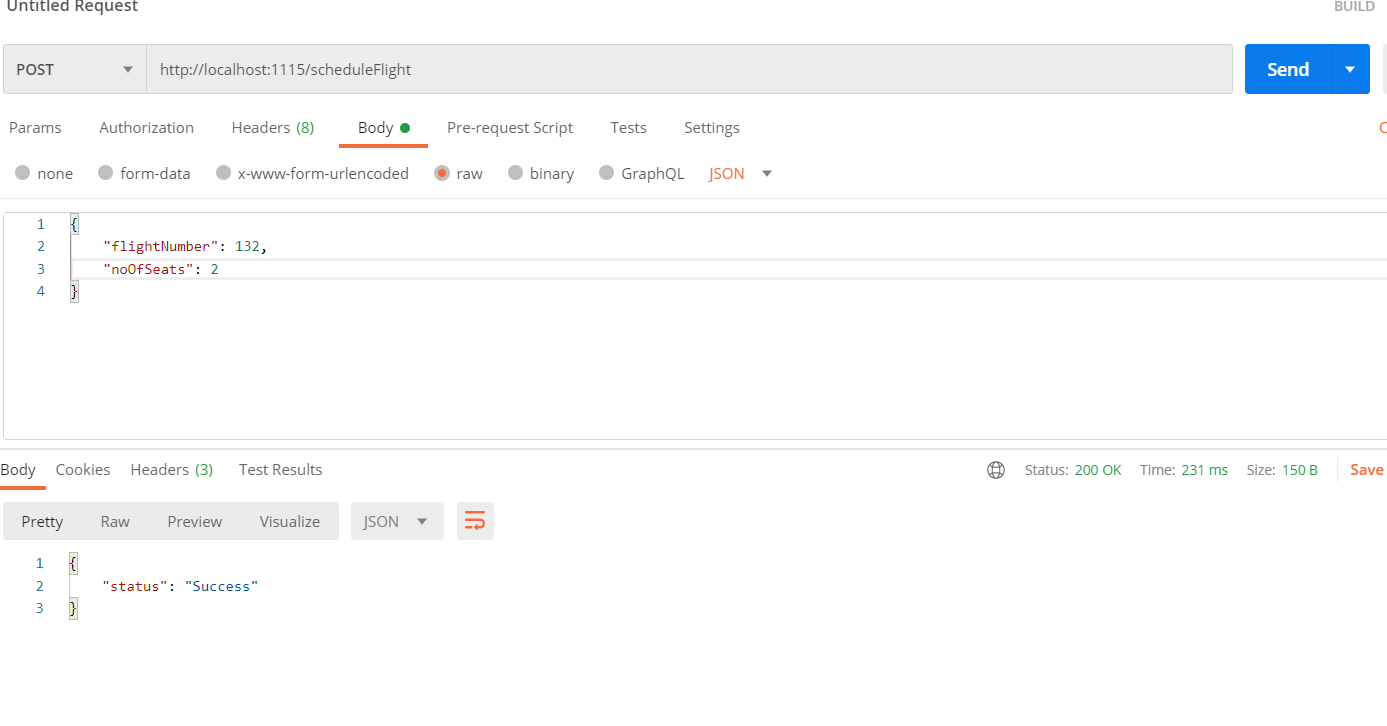 Untitled Request BUILD
POST http://localhost:1115/scheduleFlight Send
Params Authorization Headers (8) Body Pre-request Script Tests Settings
none form-data x-www-form-urlencoded raw binary GraphQL JSON
1 {
2 "flightNumber": 132,
3 "noOfSeats": 2
4 }
Body Cookies Headers (3) Test Results Status: 200 OK Time: 231 ms Size: 150 B Save
Pretty Raw Preview Visualize JSON
1 {
2 "status": "Success"
3 }